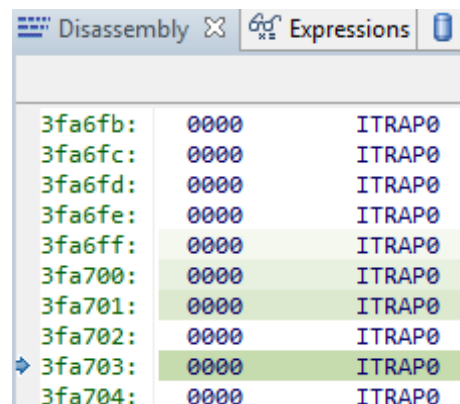 Disassembly Expressions
3fa6fb: 0000 ITRAP0
3fa6fc: 0000 ITRAP0
3fa6fd: 0000 ITRAP0
3fa6fe: 0000 ITRAP0
3fa6ff: 0000 ITRAP0
3fa700: 0000 ITRAP0
3fa701: 0000 ITRAP0
3fa702: 0000 ITRAP0
3fa703: 0000 ITRAP0
3fa704: 0000 ITRAP0